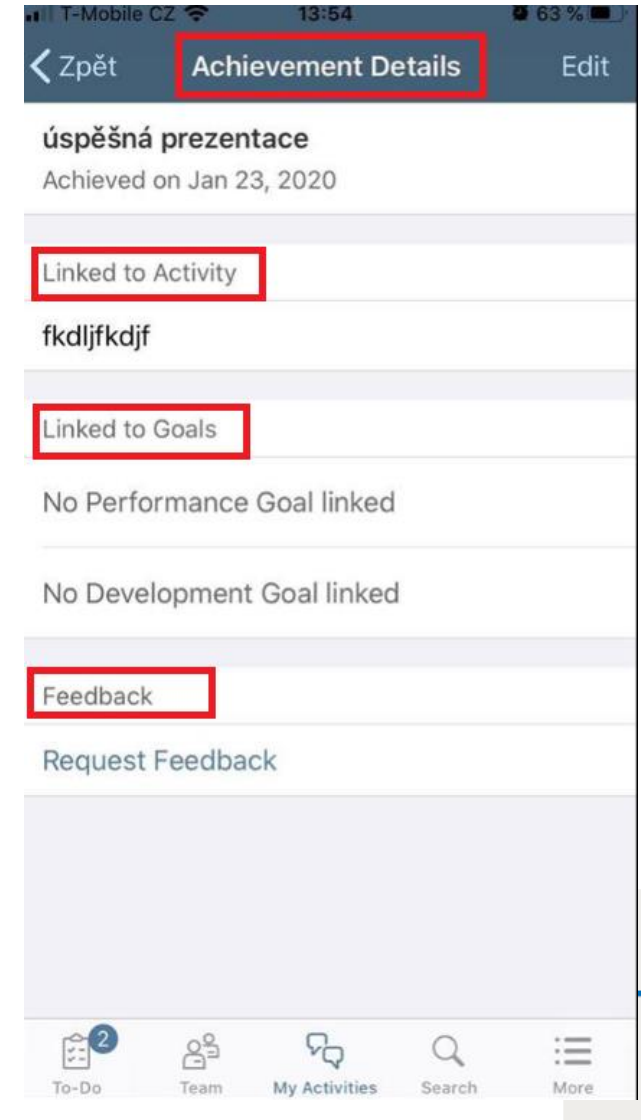 T-Mobile CZ 13:54 63 %
Zpět Achievement Details Edit
úspěšná prezentace
Achieved on Jan 23, 2020
Linked to Activity
fkdljfkdjf
Linked to Goals
No Performance Goal linked
No Development Goal linked
Feedback
Request Feedback
2
To-Do Team My Activities Search More